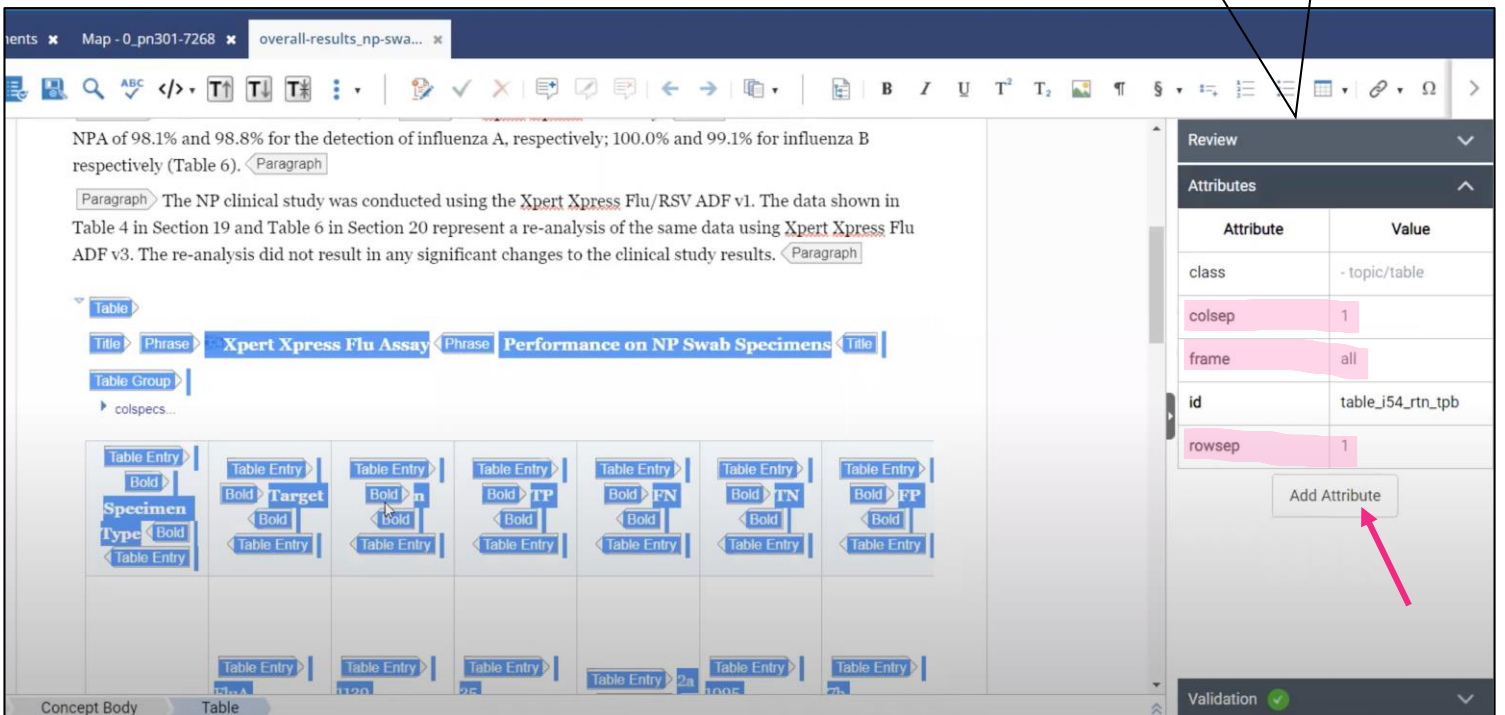 nents × Map - 0_pn301-7268 × overall-results_np-swa... ×
ABC </> T↑ T↓ B I U T² T₂ ¶ § Ω >
NPA of 98.1% and 98.8% for the detection of influenza A, respectively; 100.0% and 99.1% for influenza B
respectively (Table 6). Paragraph
Paragraph The NP clinical study was conducted using the Xpert Xpress Flu/RSV ADF v1. The data shown in
Table 4 in Section 19 and Table 6 in Section 20 represent a re-analysis of the same data using Xpert Xpress Flu
ADF v3. The re-analysis did not result in any significant changes to the clinical study results. Paragraph
Table
Title Phrase Xpert Xpress Flu Assay Phrase Performance on NP Swab Specimens Title
Table Group
colspecs...
Table Entry
Bold
Specimen
Type Bold
Table Entry
Table Entry
Bold Target
Bold
Table Entry
Table Entry
Bold n
Bold
Table Entry
Table Entry
Bold TP
Bold
Table Entry
Table Entry
Bold FN
Bold
Table Entry
Table Entry
Bold TN
Bold
Table Entry
Table Entry
Bold FP
Bold
Table Entry
Table Entry
FluA
Table Entry
1120
Table Entry
Table Entry 2a
Table Entry
1095
Table Entry
Concept Body Table
Review
Attributes
Attribute Value
class - topic/table
colsep 1
frame all
id table_i54_rtn_tpb
rowsep 1
Add Attribute
Validation